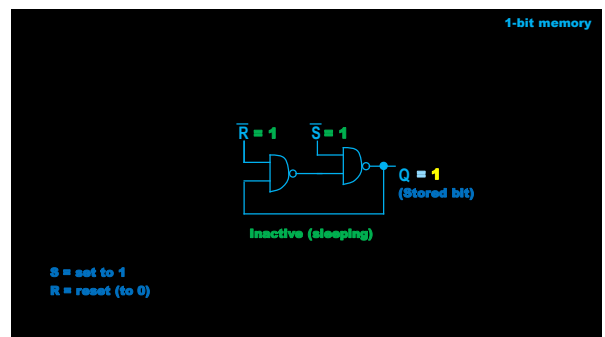 1-bit memory
R̅ = 1 S̅ = 1
Q = 1
(Stored bit)
Inactive (sleeping)
S = set to 1
R = reset (to 0)